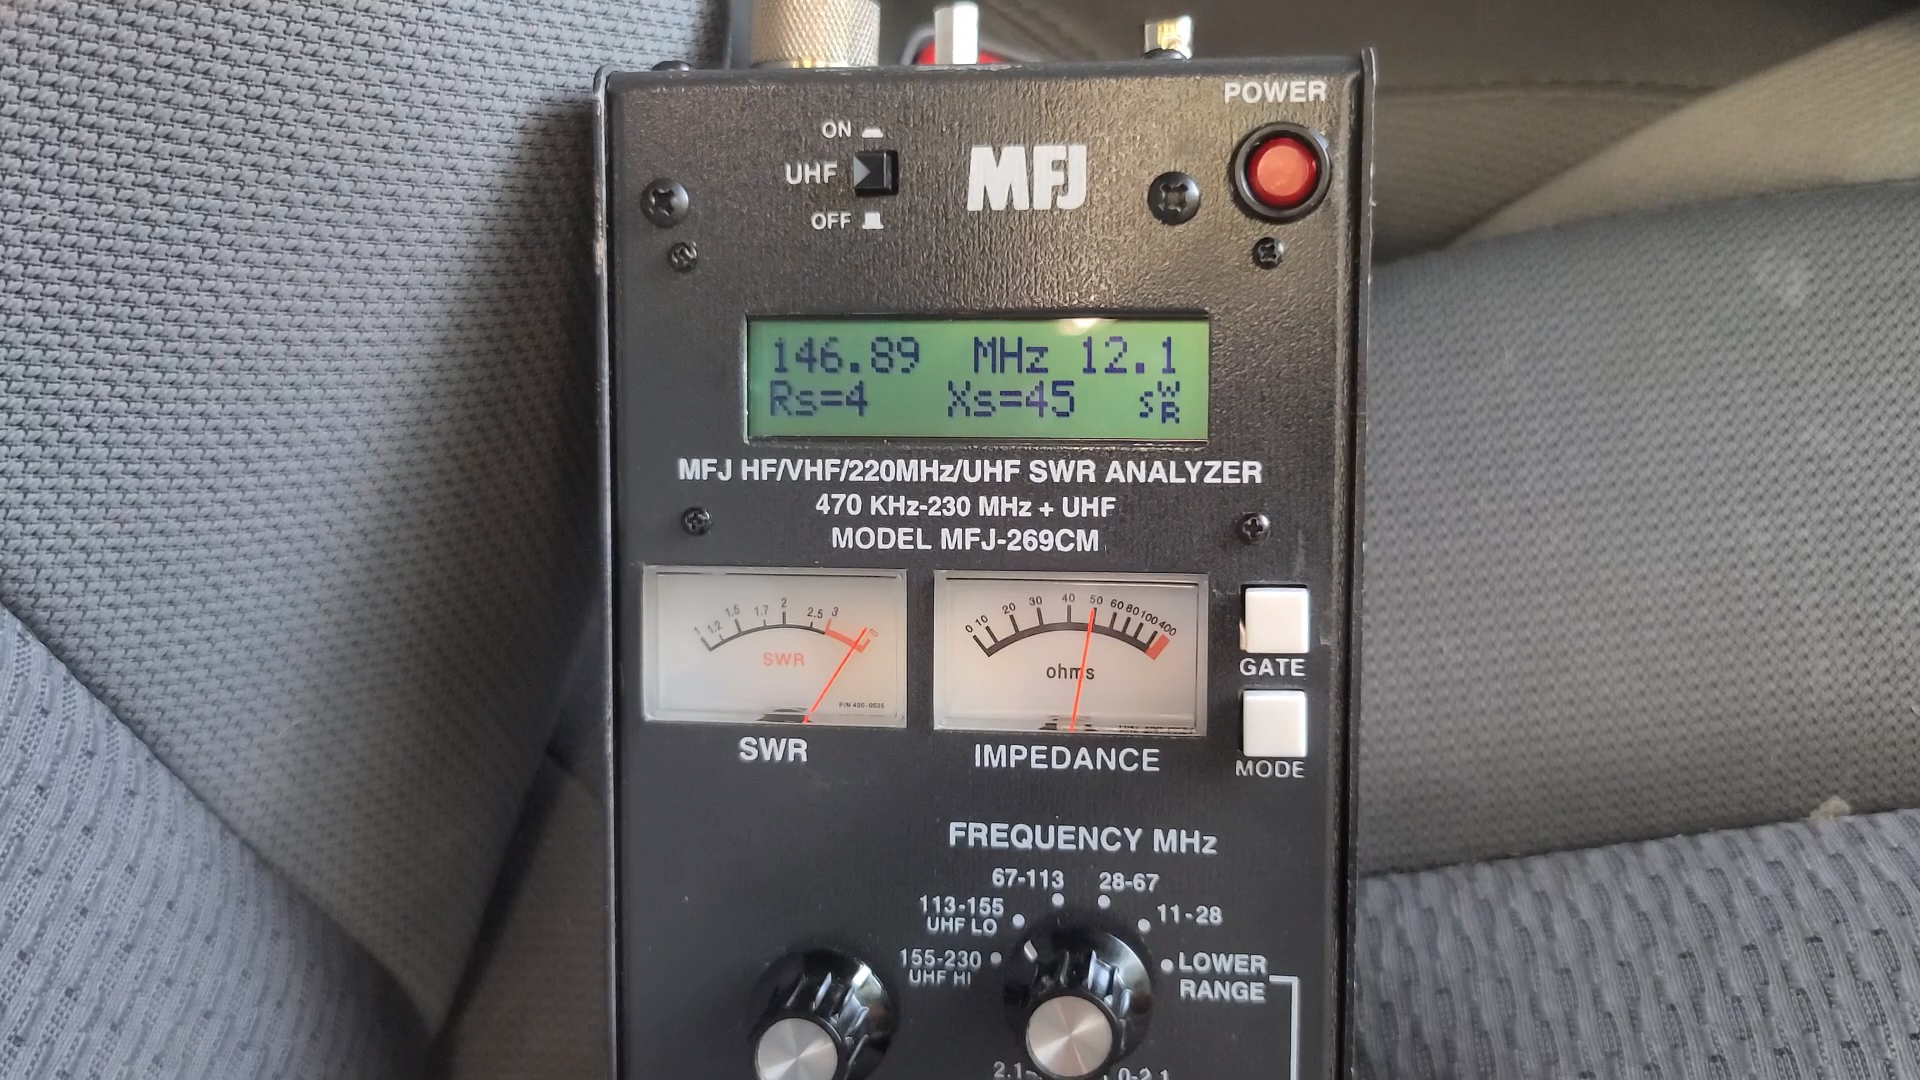 POWER
ON
UHF
OFF
MFJ
146.89 MHz 12.1
Rs=4 Xs=45 SWR
MFJ HF/VHF/220MHz/UHF SWR ANALYZER
470 KHz-230 MHz + UHF
MODEL MFJ-269CM
1 1.2 1.5 1.7 2 2.5 3
SWR
P/N 400-0035
0 10 20 30 40 50 60 80 100 400
ohms
GATE
SWR
IMPEDANCE
MODE
FREQUENCY MHz
67-113
28-67
113-155
UHF LO
11-28
155-230
UHF HI
LOWER
RANGE